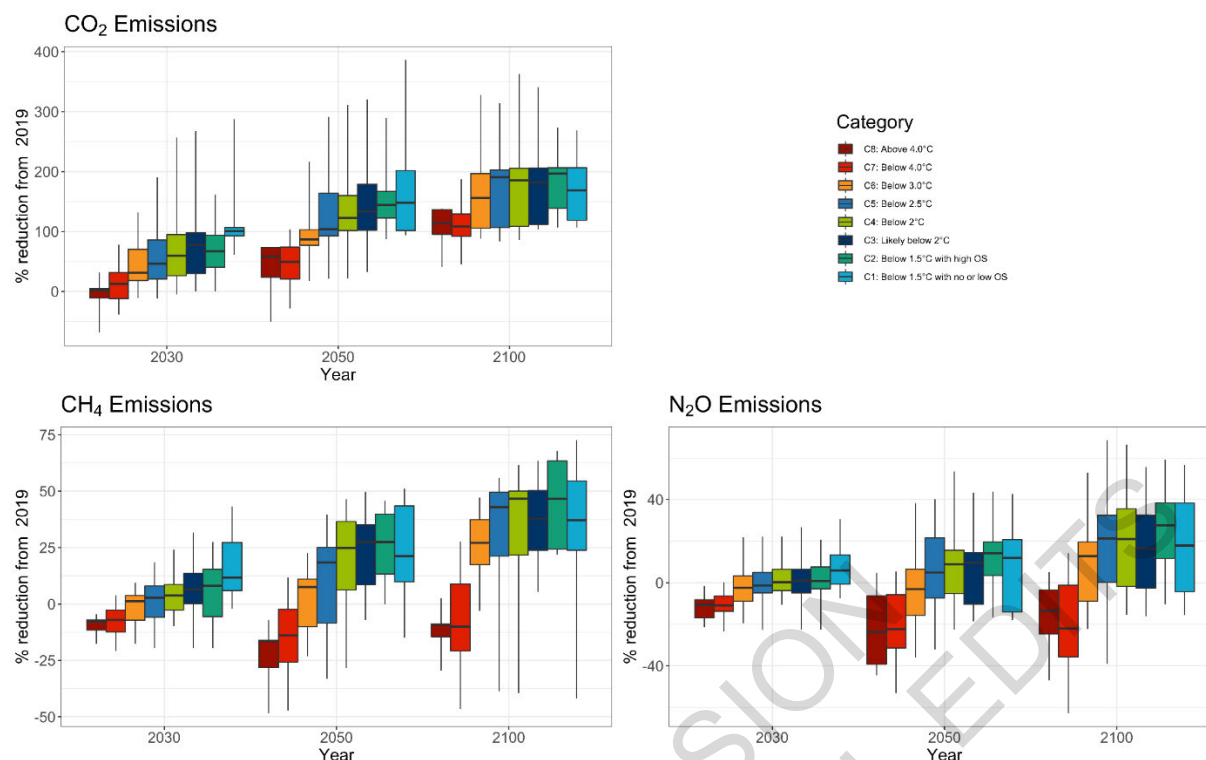 CO₂ Emissions
% reduction from 2019
400
300
200
100
0
2030
2050
2100
Year
Category
C8: Above 4.0°C
C7: Below 4.0°C
C6: Below 3.0°C
C5: Below 2.5°C
C4: Below 2°C
C3: Likely below 2°C
C2: Below 1.5°C with high OS
C1: Below 1.5°C with no or low OS
CH₄ Emissions
% reduction from 2019
75
50
25
0
-25
-50
2030
2050
2100
Year
N₂O Emissions
% reduction from 2019
40
0
-40
2030
2050
2100
Year
SION
EDITS